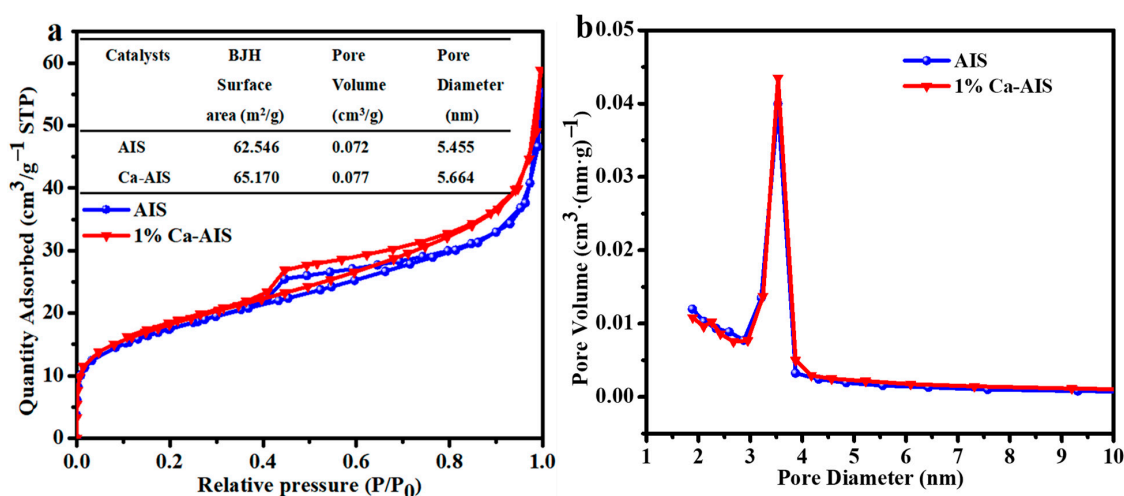 a
Catalysts BJH Pore Pore
Surface Volume Diameter
area (m²/g) (cm³/g) (nm)
AIS 62.546 0.072 5.455
Ca-AIS 65.170 0.077 5.664
AIS
1% Ca-AIS
60
50
40
30
20
10
0
Quantity Adsorbed (cm³/g⁻¹ STP)
0.0 0.2 0.4 0.6 0.8 1.0
Relative pressure (P/P₀)
b
AIS
1% Ca-AIS
0.05
0.04
0.03
0.02
0.01
0.00
Pore Volume (cm³·(nm·g)⁻¹)
1 2 3 4 5 6 7 8 9 10
Pore Diameter (nm)